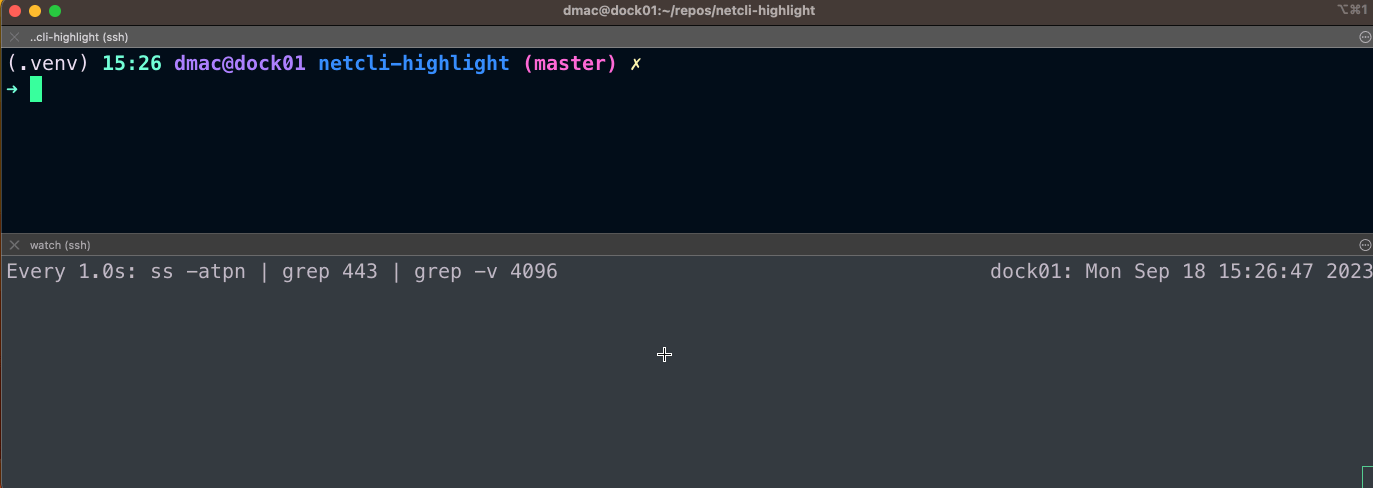 dmac@dock01:~/repos/netcli-highlight ⌥⌘1
..cli-highlight (ssh)
(.venv) 15:26 dmac@dock01 netcli-highlight (master) ✗
➜
watch (ssh)
Every 1.0s: ss -atpn | grep 443 | grep -v 4096 dock01: Mon Sep 18 15:26:47 2023